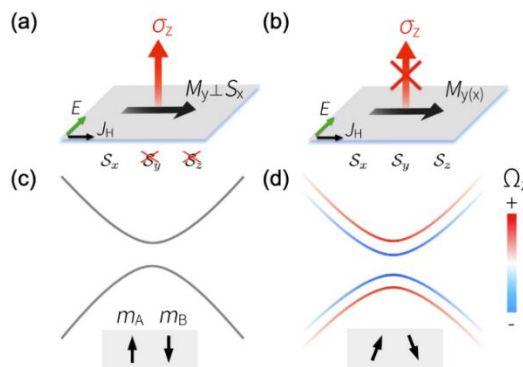 (a)
σz
My⊥Sx
E
JH
Sx Sy Sz
(b)
σz
My(x)
E
JH
Sx Sy Sz
(c)
mA mB
(d)
Ωz
+
-